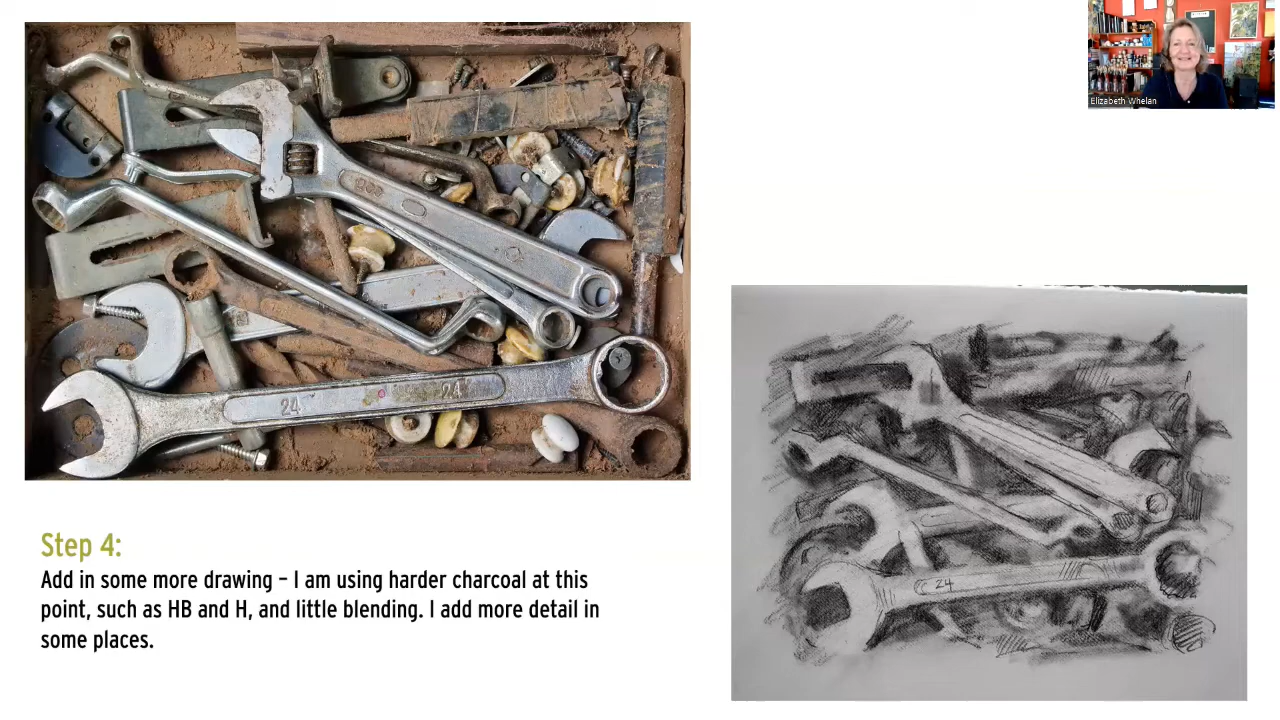 Elizabeth Whelan
24
24
24
Step 4:
Add in some more drawing – I am using harder charcoal at this
point, such as HB and H, and little blending. I add more detail in
some places.